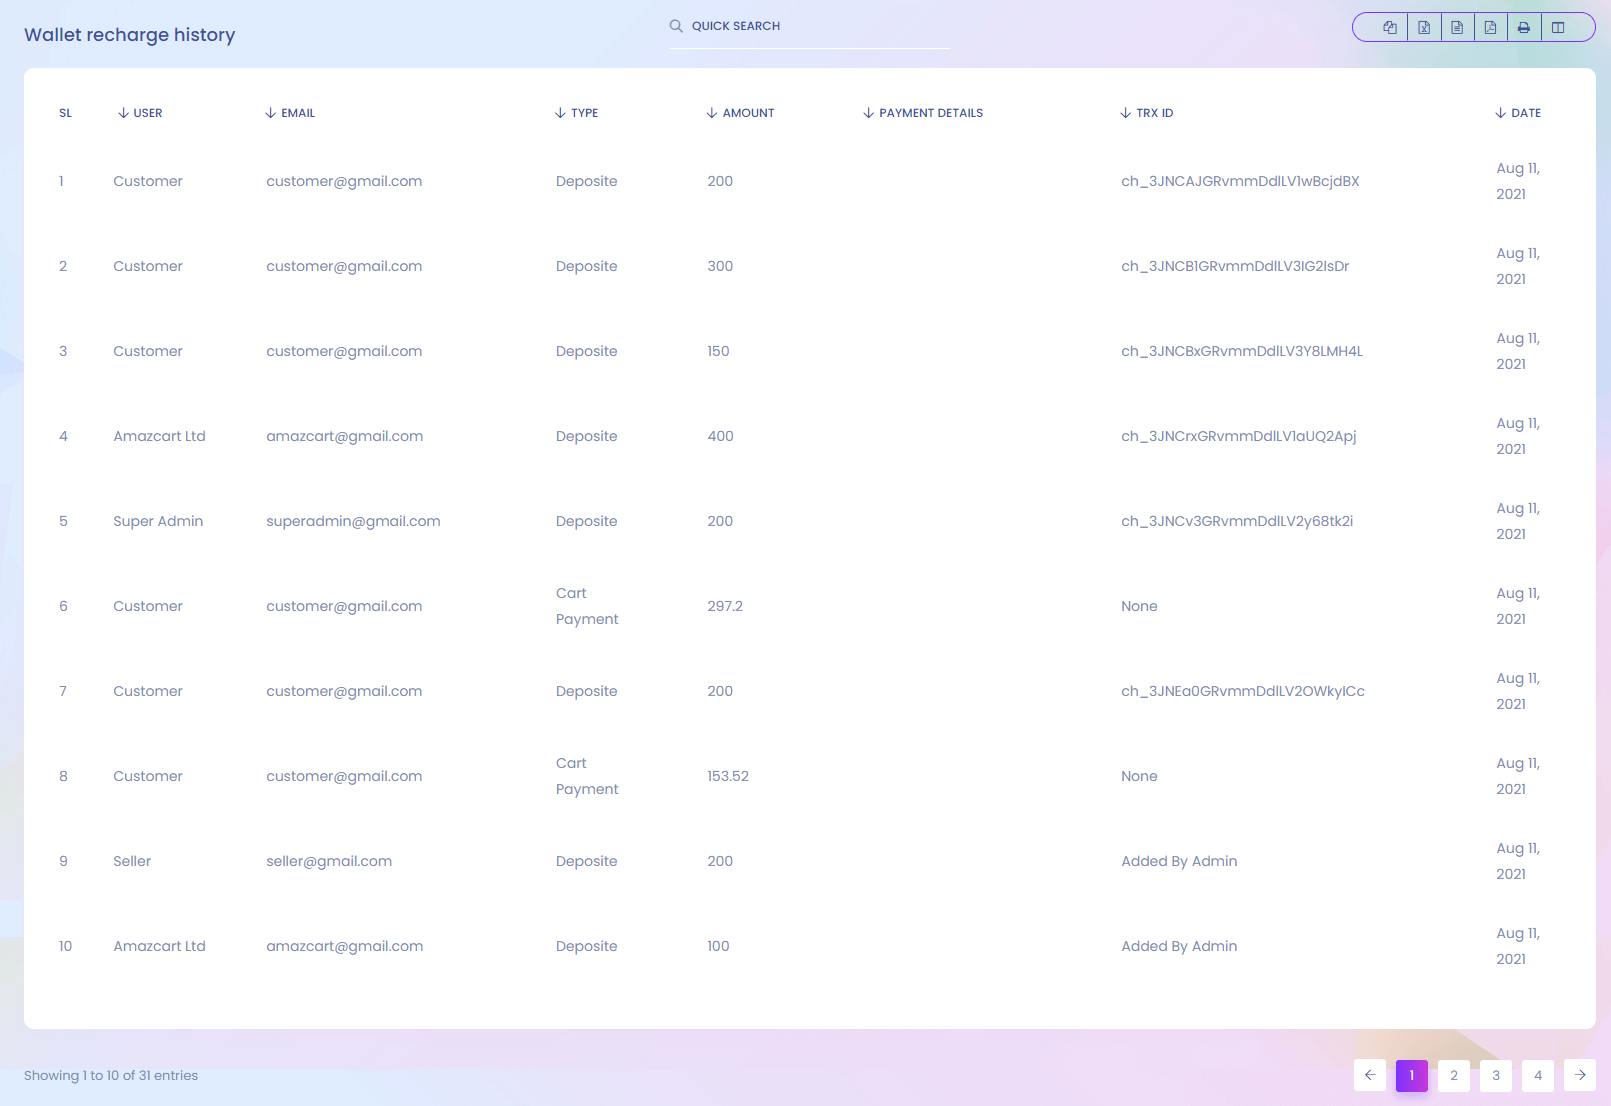 Wallet recharge history
QUICK SEARCH
SL USER EMAIL TYPE AMOUNT PAYMENT DETAILS TRX ID DATE
1 Customer customer@gmail.com Deposite 200 ch_3JNCAJGRvmmDdlLV1wBcjdBX Aug 11,
2021
2 Customer customer@gmail.com Deposite 300 ch_3JNCB1GRvmmDdlLV3IG2lsDr Aug 11,
2021
3 Customer customer@gmail.com Deposite 150 ch_3JNCBxGRvmmDdlLV3Y8LMH4L Aug 11,
2021
4 Amazcart Ltd amazcart@gmail.com Deposite 400 ch_3JNCrxGRvmmDdlLV1aUQ2Apj Aug 11,
2021
5 Super Admin superadmin@gmail.com Deposite 200 ch_3JNCv3GRvmmDdlLV2y68tk2i Aug 11,
2021
6 Customer customer@gmail.com Cart 297.2 None Aug 11,
Payment 2021
7 Customer customer@gmail.com Deposite 200 ch_3JNEa0GRvmmDdlLV2OWkyICc Aug 11,
2021
8 Customer customer@gmail.com Cart 153.52 None Aug 11,
Payment 2021
9 Seller seller@gmail.com Deposite 200 Added By Admin Aug 11,
2021
10 Amazcart Ltd amazcart@gmail.com Deposite 100 Added By Admin Aug 11,
2021
Showing 1 to 10 of 31 entries
1 2 3 4